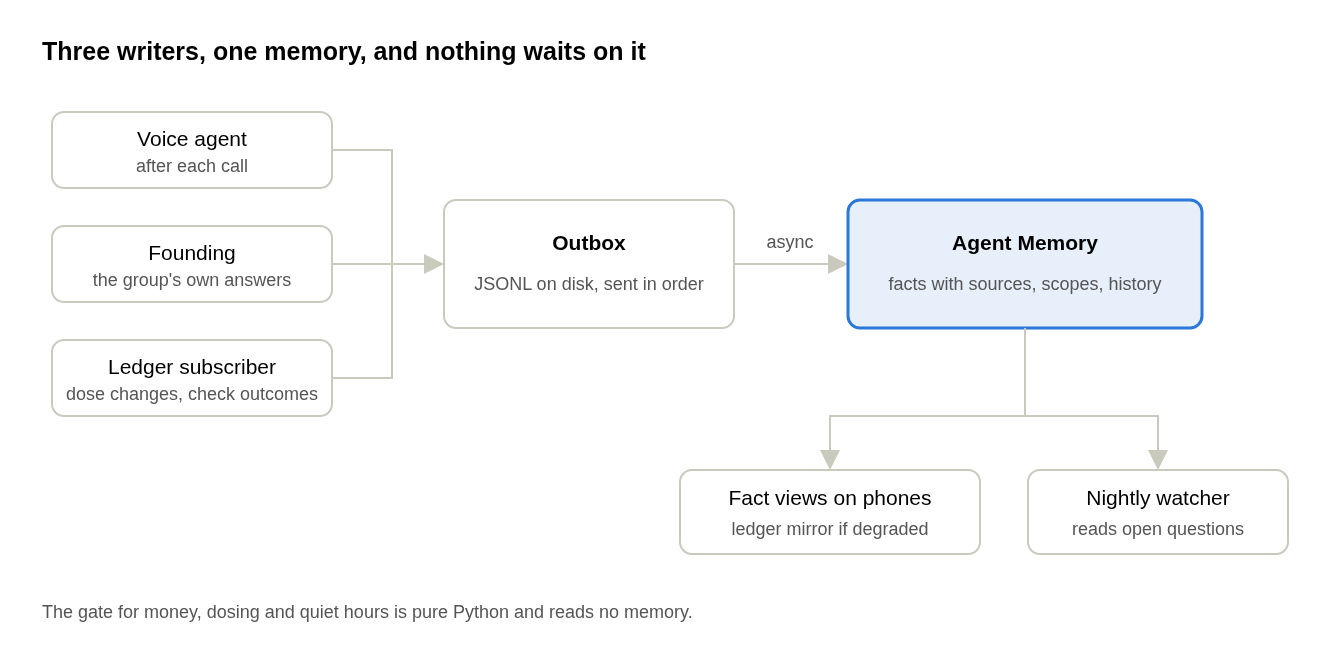 Three writers, one memory, and nothing waits on it
Voice agent
after each call
Founding
the group's own answers
Ledger subscriber
dose changes, check outcomes
Outbox
JSONL on disk, sent in order
async
Agent Memory
facts with sources, scopes, history
Fact views on phones
ledger mirror if degraded
Nightly watcher
reads open questions
The gate for money, dosing and quiet hours is pure Python and reads no memory.